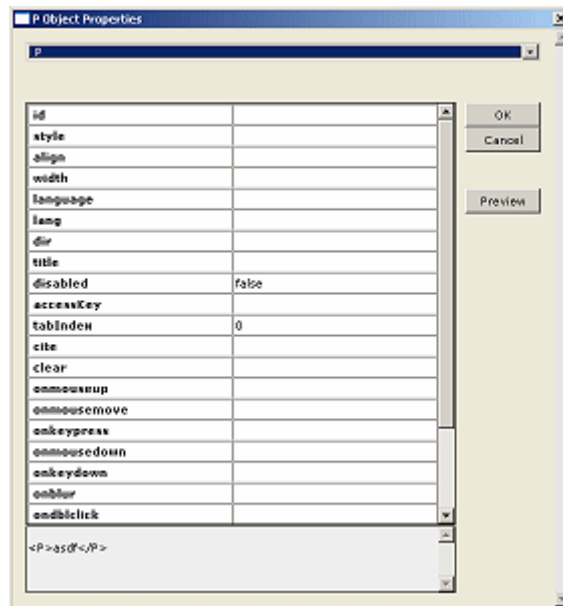 P Object Properties
P
id
style
align
width
language
lang
dir
title
disabled false
accessKey
tabIndex 0
cite
clear
onmouseup
onmousemove
onkeypress
onmousedown
onkeydown
onblur
ondblclick
<P>asdf</P>
OK
Cancel
Preview